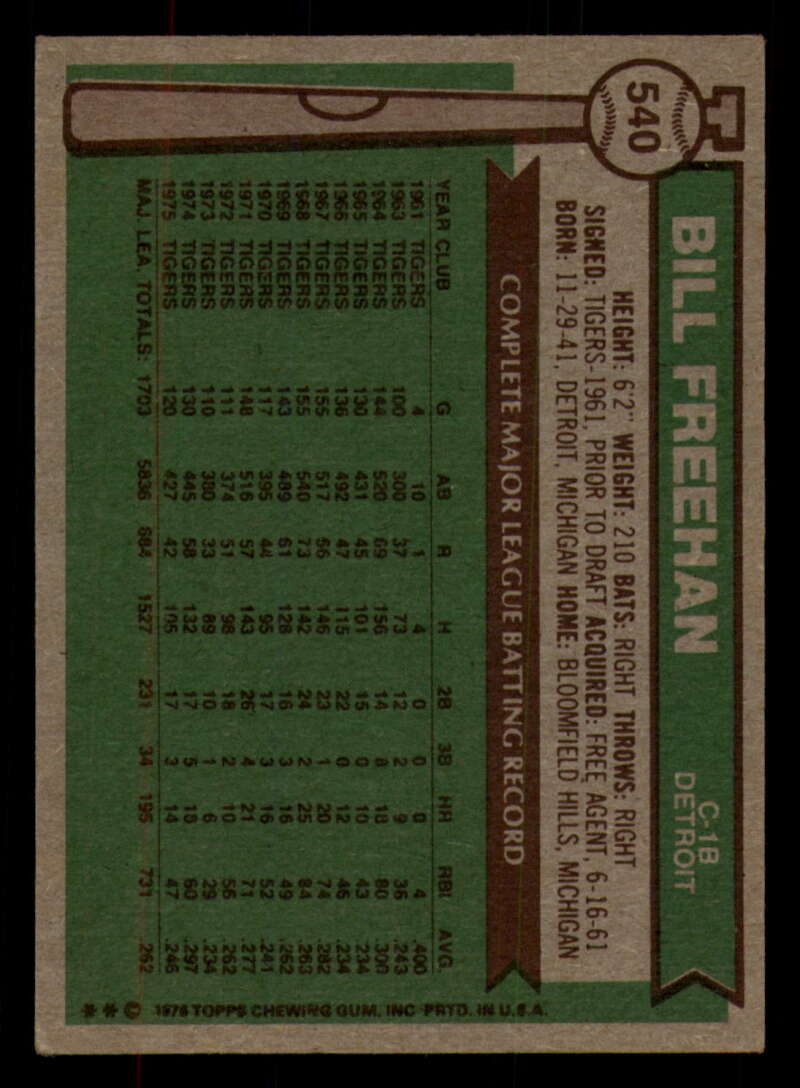 540
BILL FREEHAN
C-1B
DETROIT
HEIGHT: 6'2" WEIGHT: 210 BATS: RIGHT THROWS: RIGHT
SIGNED: TIGERS-1961, PRIOR TO DRAFT ACQUIRED: FREE AGENT, 6-16-61
BORN: 11-29-41, DETROIT, MICHIGAN HOME: BLOOMFIELD HILLS, MICHIGAN
COMPLETE MAJOR LEAGUE BATTING RECORD
YEAR CLUB G AB R H 2B 3B HR RBI AVG.
1961 TIGERS 4 10 1 4 0 0 0 4 .400
1963 TIGERS 100 300 37 73 12 2 9 36 .243
1964 TIGERS 144 520 69 156 14 8 18 80 .300
1965 TIGERS 130 431 45 101 15 0 10 43 .234
1966 TIGERS 136 492 47 115 22 0 12 46 .234
1967 TIGERS 155 517 66 146 23 1 20 74 .282
1968 TIGERS 155 540 73 142 24 2 25 84 .263
1969 TIGERS 143 489 61 128 16 3 16 49 .262
1970 TIGERS 117 395 44 95 17 3 16 52 .241
1971 TIGERS 148 516 57 143 26 4 21 71 .277
1972 TIGERS 111 374 51 98 18 2 10 56 .262
1973 TIGERS 110 380 33 89 10 1 6 29 .234
1974 TIGERS 130 445 58 132 17 5 18 60 .297
1975 TIGERS 120 427 42 105 17 3 14 47 .246
MAJ. LEA. TOTALS: 1703 5836 684 1527 231 34 195 731 .262
** © 1976 TOPPS CHEWING GUM, INC. PRTD. IN U.S.A.